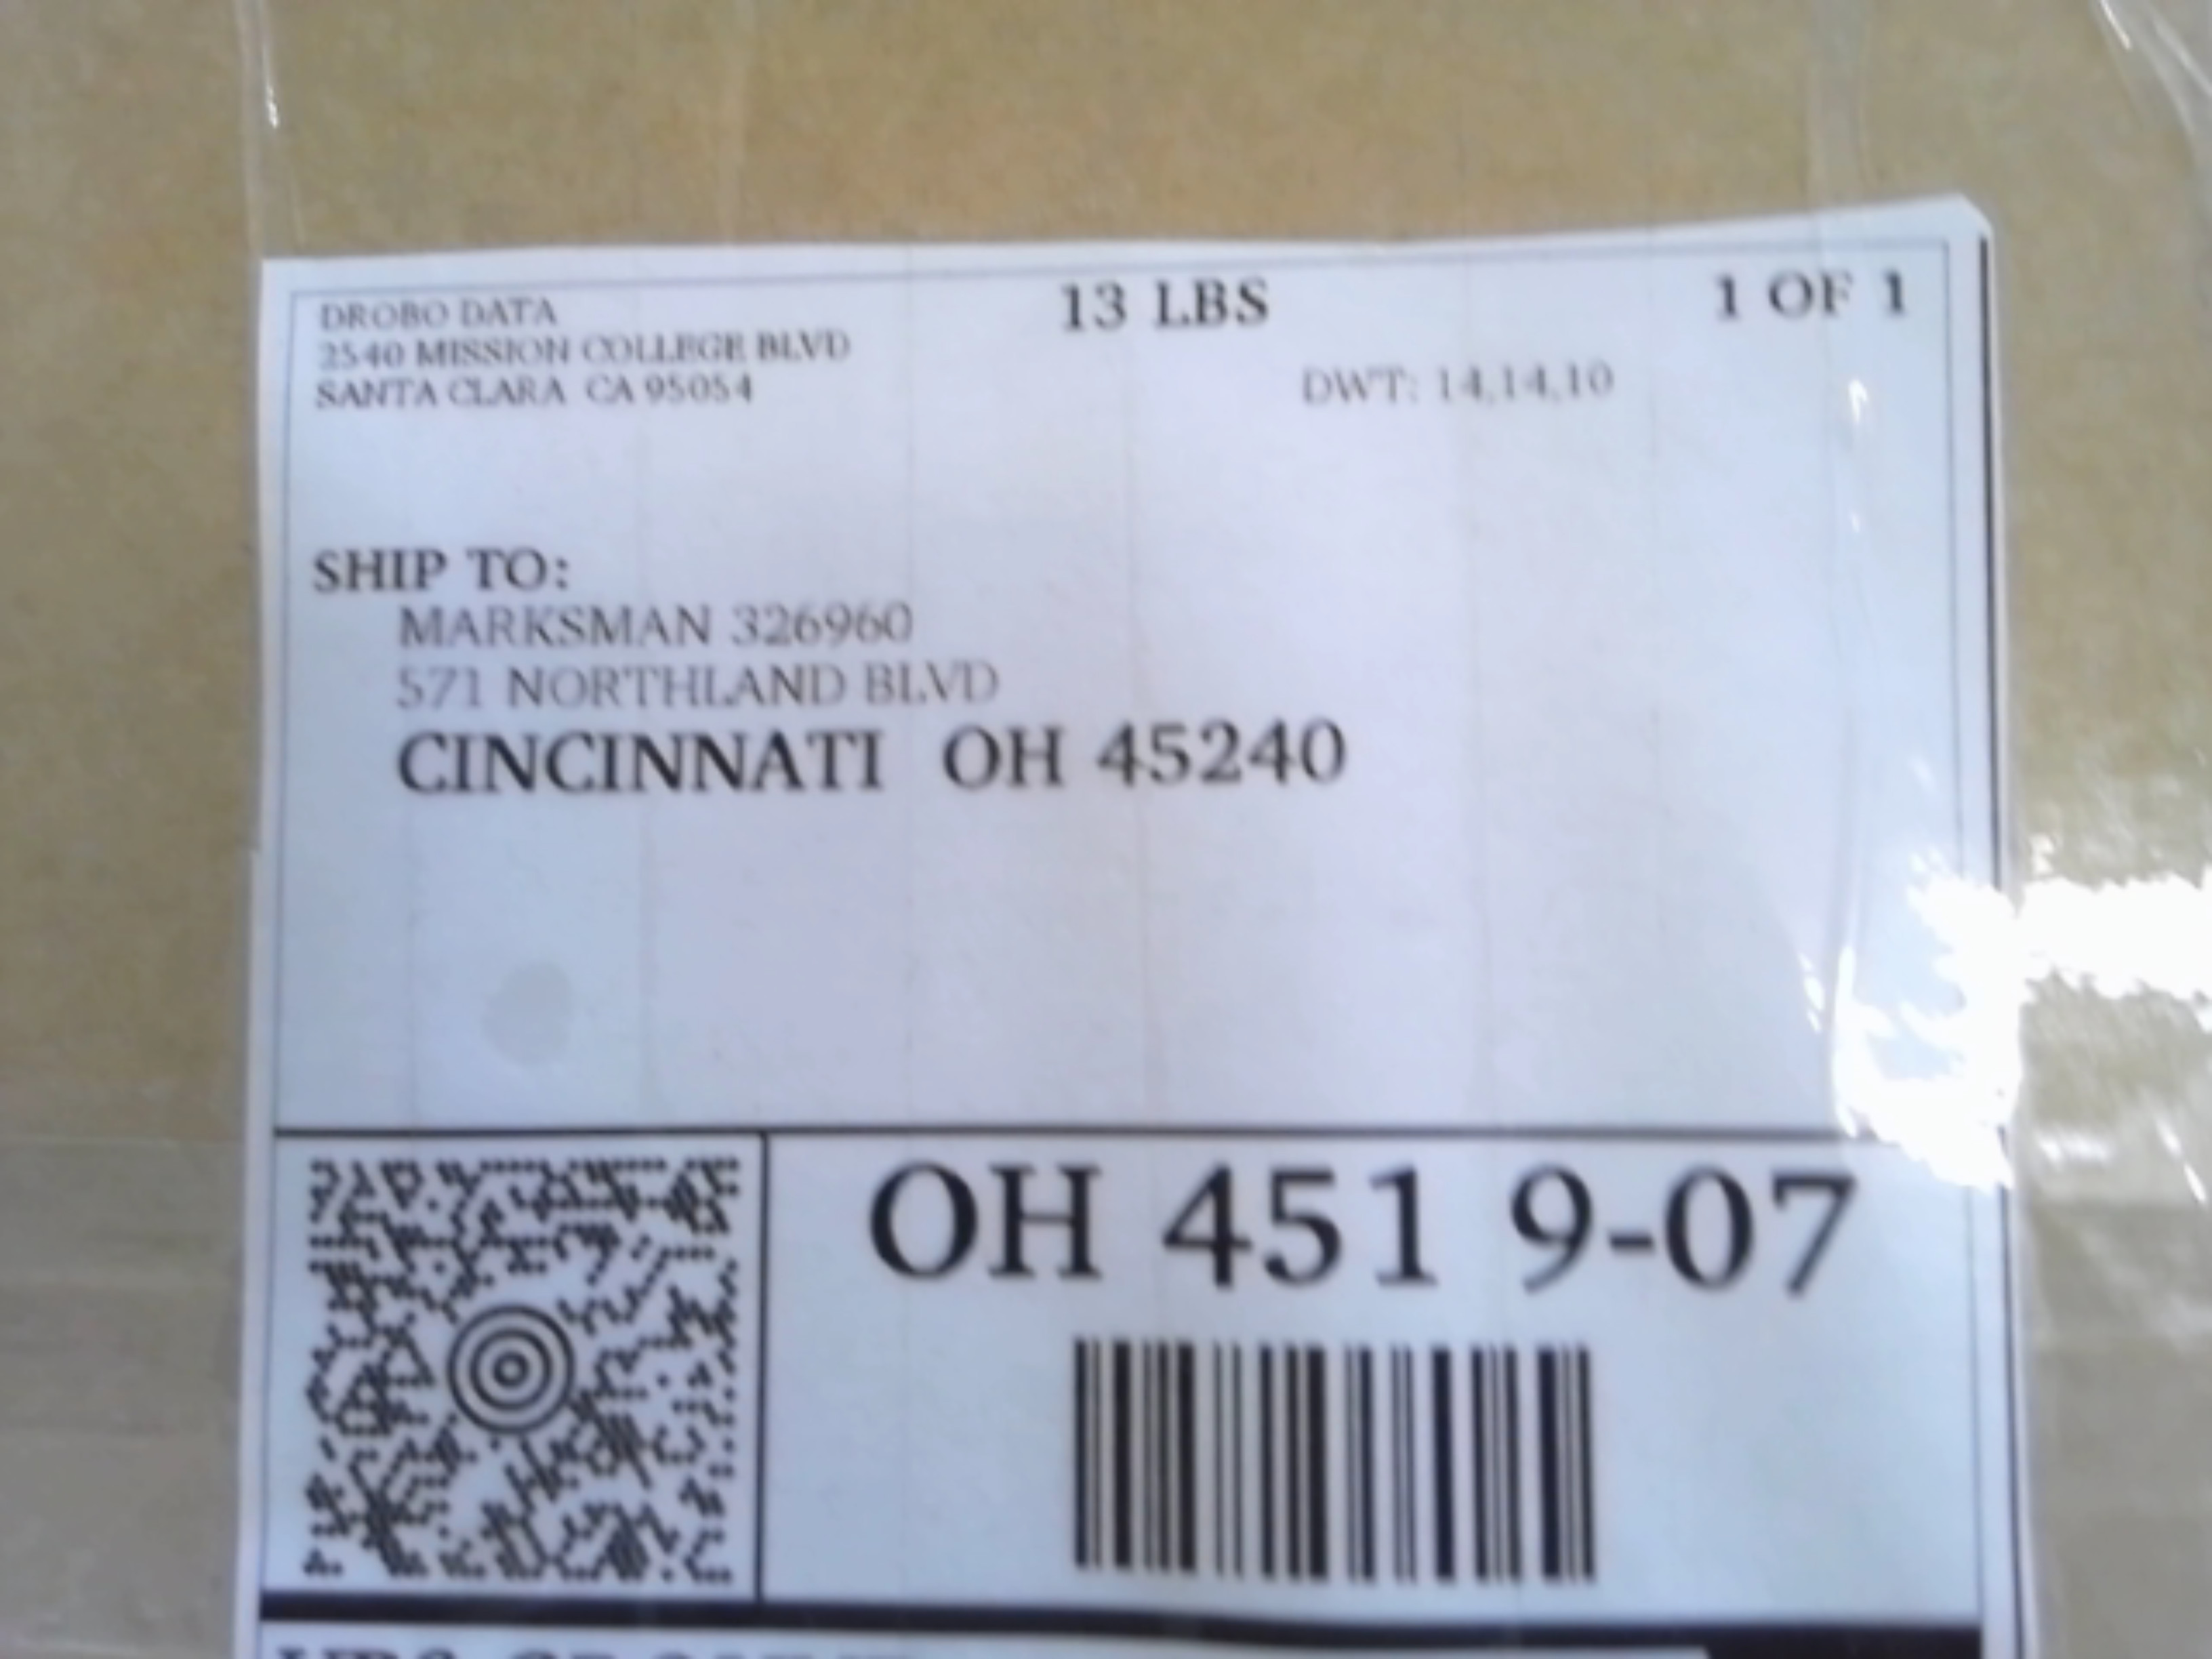 DROBO DATA
2540 MISSION COLLEGE BLVD
SANTA CLARA CA 95054
13 LBS
1 OF 1
DWT: 14,14,10
SHIP TO:
MARKSMAN 326960
571 NORTHLAND BLVD
CINCINNATI OH 45240
OH 451 9-07